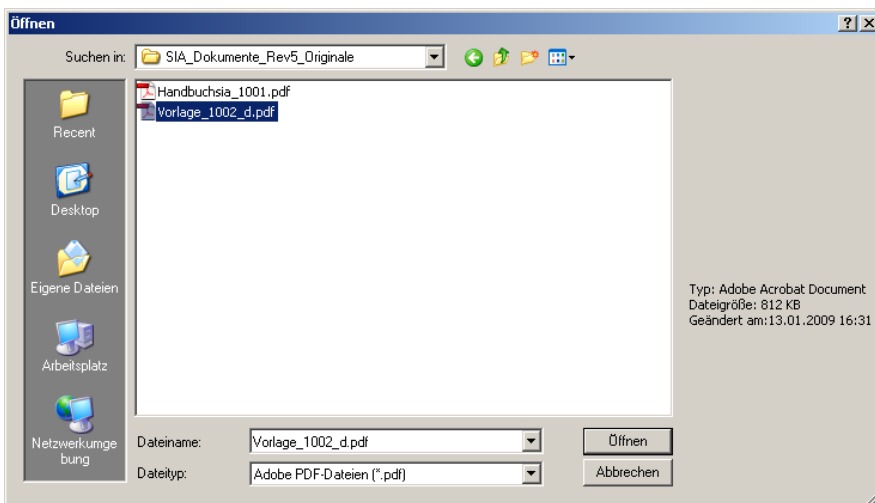 Öffnen
Suchen in: SIA_Dokumente_Rev5_Originale
Handbuchsia_1001.pdf
Vorlage_1002_d.pdf
Recent
Desktop
Eigene Dateien
Arbeitsplatz
Netzwerkumge
bung
Typ: Adobe Acrobat Document
Dateigröße: 812 KB
Geändert am:13.01.2009 16:31
Dateiname: Vorlage_1002_d.pdf Öffnen
Dateityp: Adobe PDF-Dateien (*.pdf) Abbrechen